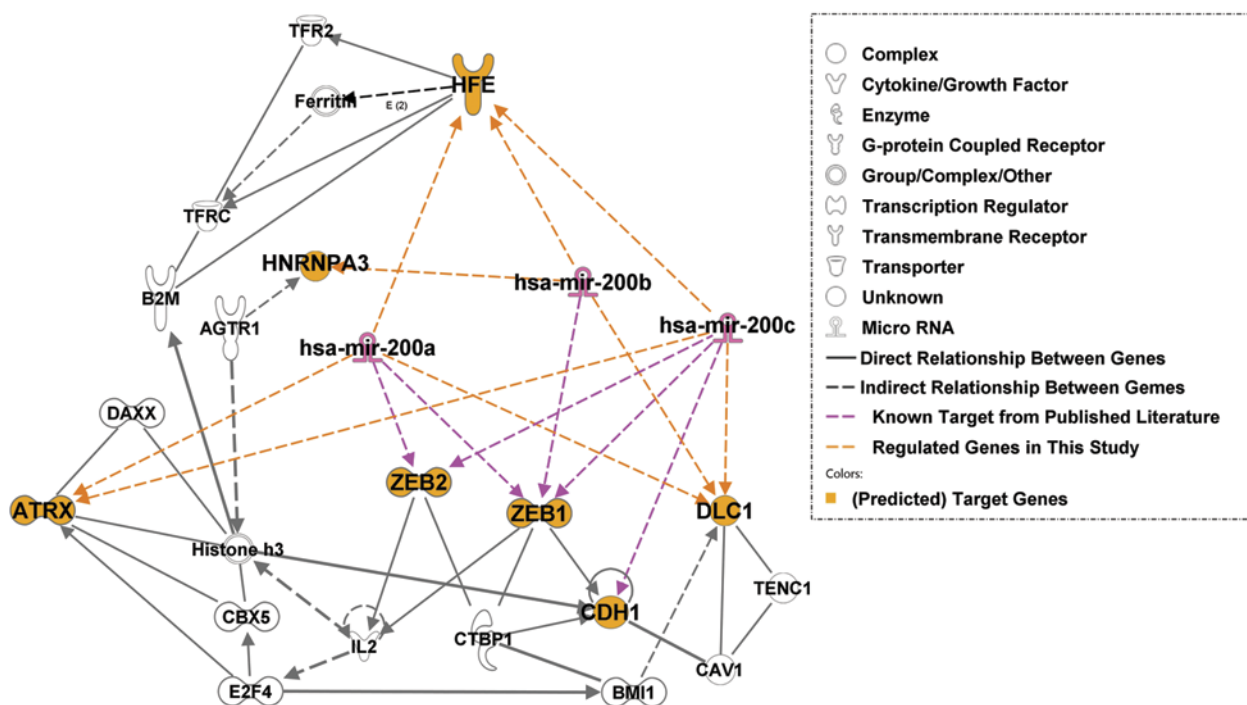 TFR2
HFE
Ferritin
E (2)
TFRC
HNRNPA3
hsa-mir-200b
B2M
AGTR1
hsa-mir-200c
hsa-mir-200a
DAXX
ZEB2
ATRX
ZEB1
DLC1
Histone h3
TENC1
CBX5
CDH1
IL2
CTBP1
CAV1
E2F4
BMI1
Complex
Cytokine/Growth Factor
Enzyme
G-protein Coupled Receptor
Group/Complex/Other
Transcription Regulator
Transmembrane Receptor
Transporter
Unknown
Micro RNA
Direct Relationship Between Genes
Indirect Relationship Between Gemes
Known Target from Published Literature
Regulated Genes in This Study
Colors:
(Predicted) Target Genes